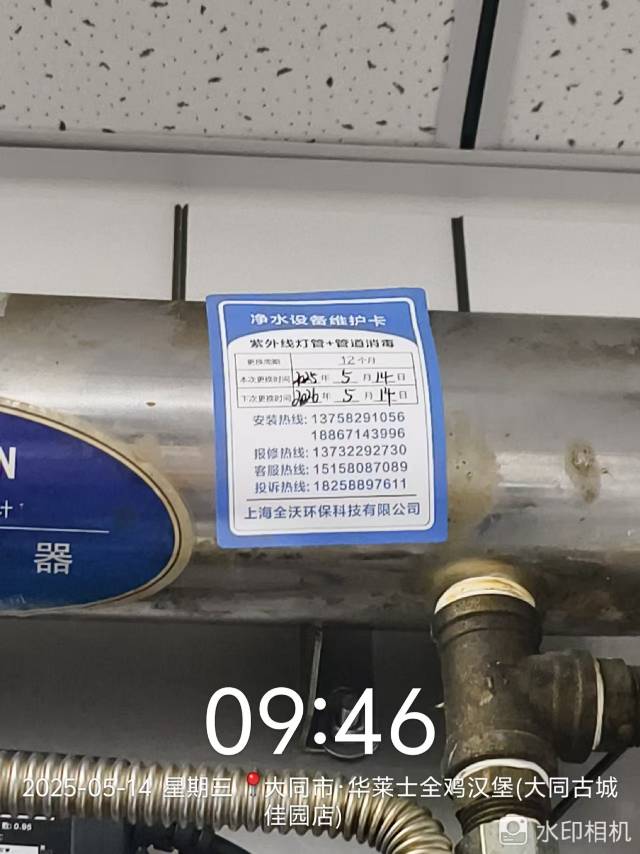 净水设备维护卡
紫外线灯管+管道消毒
更换周期 12个月
本次更换时间 2025年 5 月 14 日
下次更换时间 2026年 5 月 14 日
安装热线: 13758291056
18867143996
报修热线: 13732292730
客服热线: 15158087089
投诉热线: 18258897611
上海全沃环保科技有限公司
N
计
器
09:46
2025-05-14 星期三 大同市·华莱士全鸡汉堡(大同古城
佳园店)
数: 0.95
水印相机